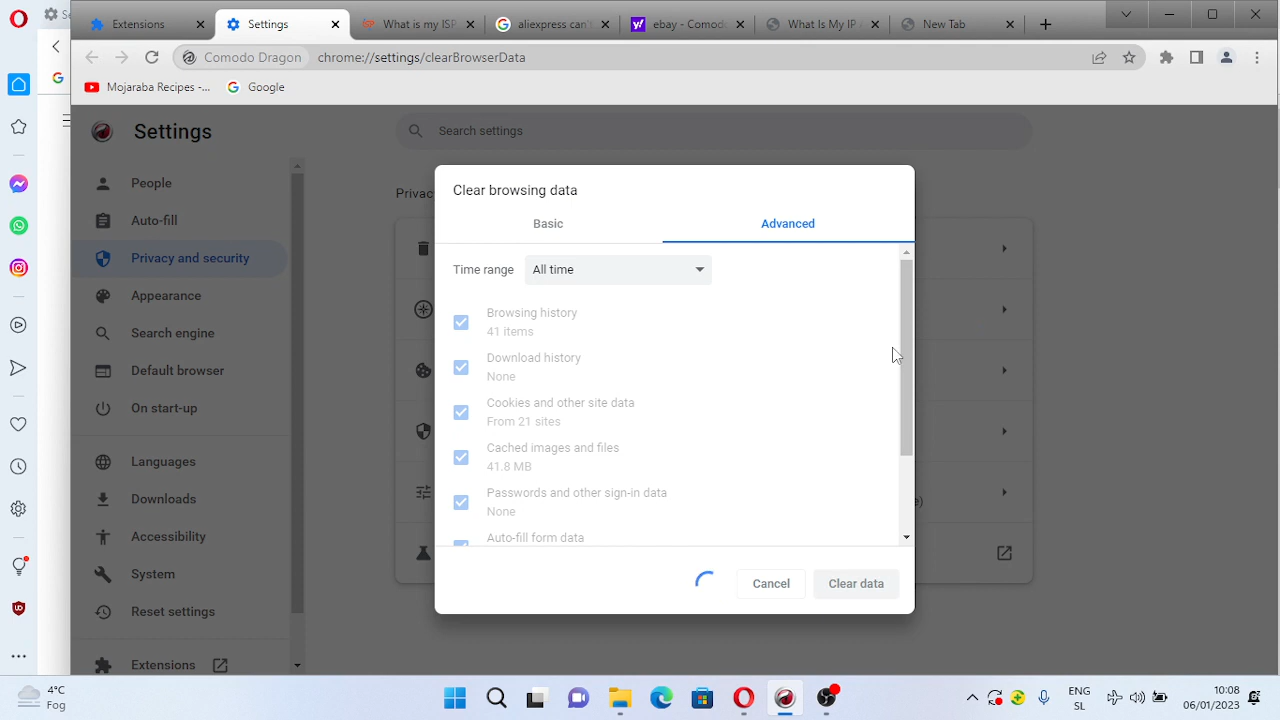 Se
Extensions
Settings
What is my ISP
aliexpress can't
ebay - Comod
What Is My IP
New Tab
Comodo Dragon
chrome://settings/clearBrowserData
Mojaraba Recipes -...
Google
Settings
Search settings
People
Auto-fill
Privacy and security
Appearance
Search engine
Default browser
On start-up
Languages
Downloads
Accessibility
System
Reset settings
Extensions
Privac
Clear browsing data
Basic
Advanced
Time range
All time
Browsing history
41 items
Download history
None
Cookies and other site data
From 21 sites
Cached images and files
41.8 MB
Passwords and other sign-in data
None
Auto-fill form data
e)
Cancel
Clear data
4°C
Fog
ENG
SL
10:08
06/01/2023